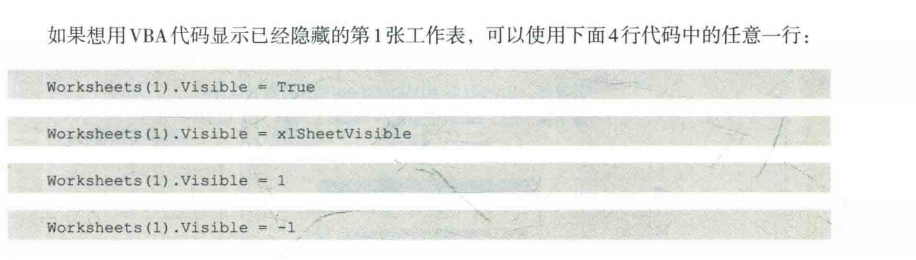 如果想用VBA代码显示已经隐藏的第1张工作表，可以使用下面4行代码中的任意一行：
Worksheets(1).Visible = True
Worksheets(1).Visible = xlSheetVisible
Worksheets(1).Visible = 1
Worksheets(1).Visible = -1